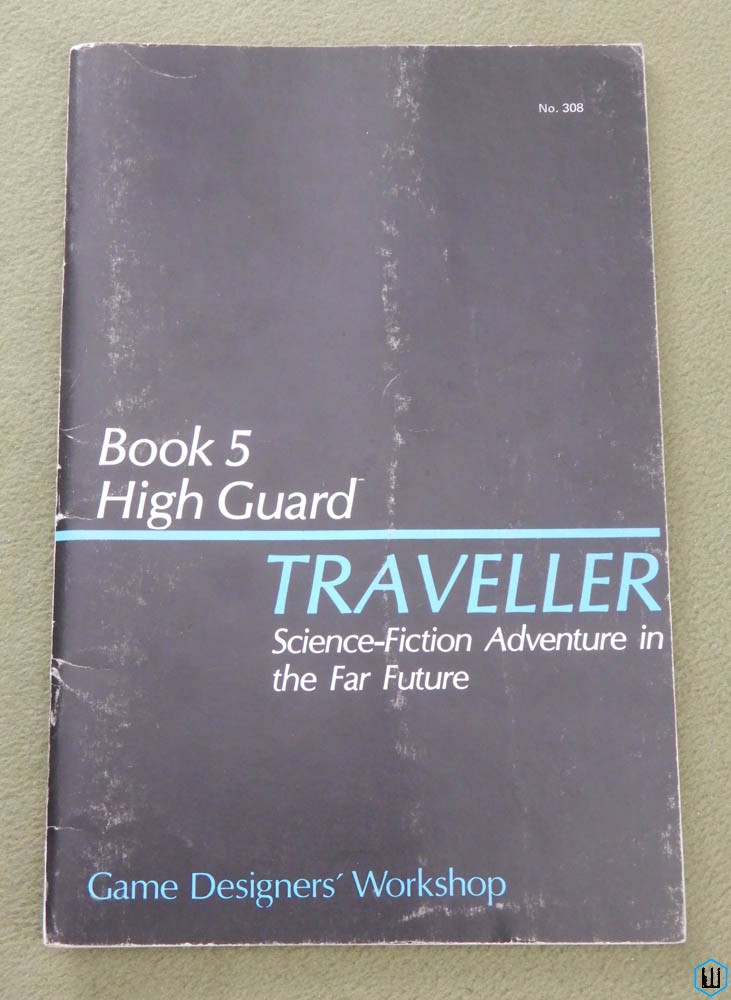 No. 308
Book 5
High Guard
TRAVELLER
Science-Fiction Adventure in
the Far Future
Game Designers´ Workshop